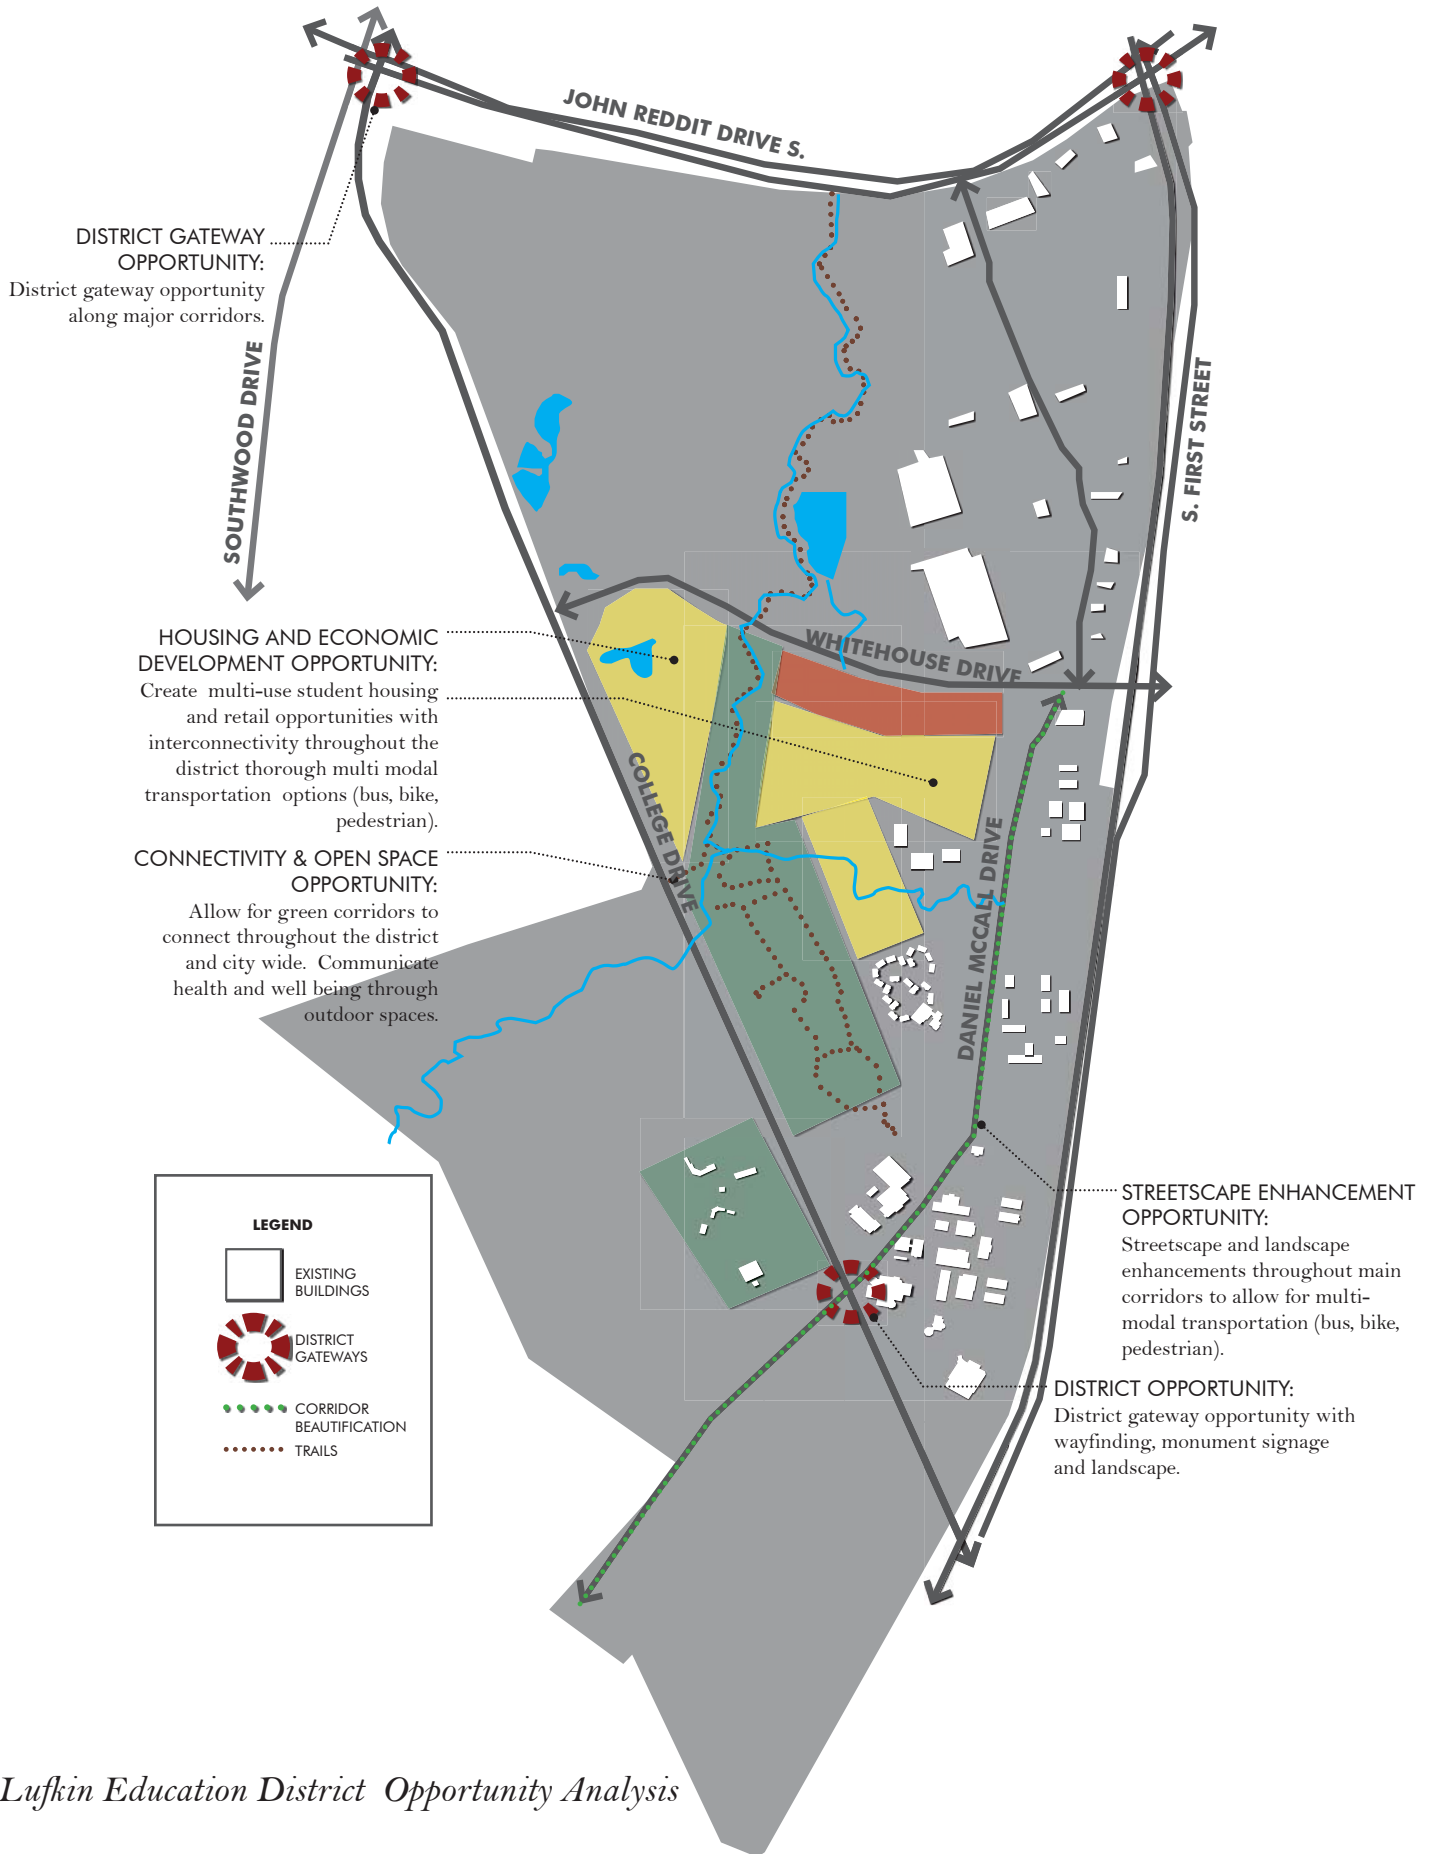 JOHN REDDIT DRIVE S.
DISTRICT GATEWAY
OPPORTUNITY:
District gateway opportunity
along major corridors.
SOUTHWOOD DRIVE
S. FIRST STREET
HOUSING AND ECONOMIC
DEVELOPMENT OPPORTUNITY:
Create  multi-use student housing
and retail opportunities with
interconnectivity throughout the
district thorough multi modal
transportation  options (bus, bike,
pedestrian).
WHITEHOUSE DRIVE
COLLEGE DRIVE
DANIEL MCCALL DRIVE
CONNECTIVITY & OPEN SPACE
OPPORTUNITY:
Allow for green corridors to
connect throughout the district
and city wide.  Communicate
health and well being through
outdoor spaces.
STREETSCAPE ENHANCEMENT
OPPORTUNITY:
Streetscape and landscape
enhancements throughout main
corridors to allow for multi-
modal transportation (bus, bike,
pedestrian).
DISTRICT OPPORTUNITY:
District gateway opportunity with
wayfinding, monument signage
and landscape.
LEGEND
EXISTING
BUILDINGS
DISTRICT
GATEWAYS
CORRIDOR
BEAUTIFICATION
TRAILS
Lufkin Education District  Opportunity Analysis